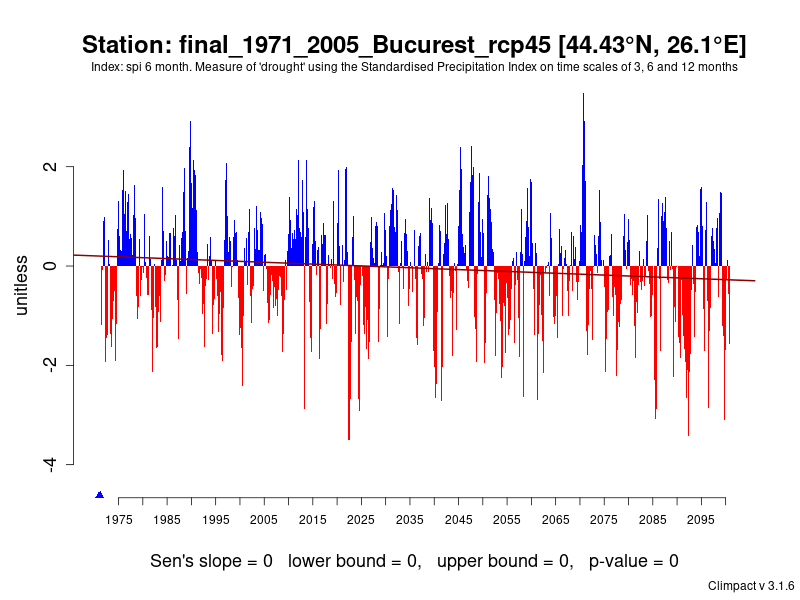 Station: final_1971_2005_Bucurest_rcp45 [44.43°N, 26.1°E]
Index: spi 6 month. Measure of 'drought' using the Standardised Precipitation Index on time scales of 3, 6 and 12 months
unitless
2
0
-2
-4
1975 1985 1995 2005 2015 2025 2035 2045 2055 2065 2075 2085 2095
Sen's slope = 0 lower bound = 0, upper bound = 0, p-value = 0
Climpact v 3.1.6